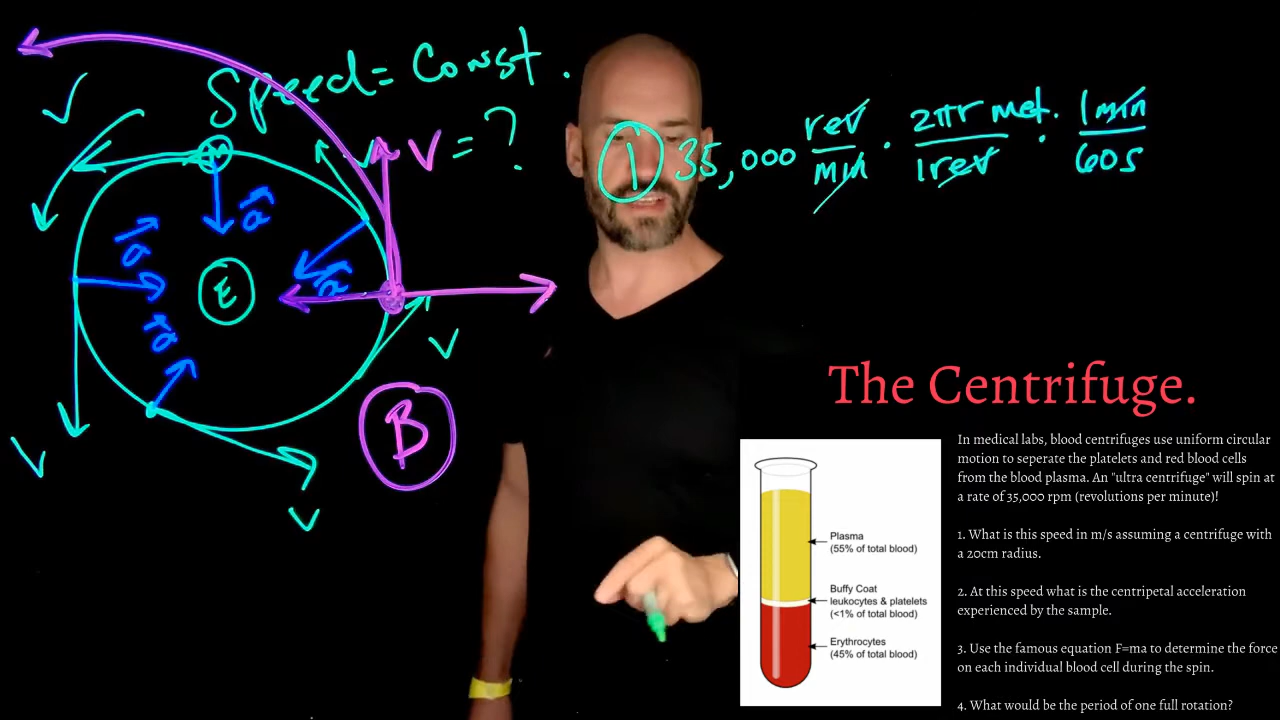 Speed = Const.
V = ?
V
V
V
V
V
M
a
a
a
a
E
B
1 35,000 rev/min · 2πr met./1rev · 1min/60s
The Centrifuge.
In medical labs, blood centrifuges use uniform circular
motion to seperate the platelets and red blood cells
from the blood plasma. An "ultra centrifuge" will spin at
a rate of 35,000 rpm (revolutions per minute)!
1. What is this speed in m/s assuming a centrifuge with
a 20cm radius.
2. At this speed what is the centripetal acceleration
experienced by the sample.
3. Use the famous equation F=ma to determine the force
on each individual blood cell during the spin.
4. What would be the period of one full rotation?
Plasma
(55% of total blood)
Buffy Coat
leukocytes & platelets
(<1% of total blood)
Erythrocytes
(45% of total blood)